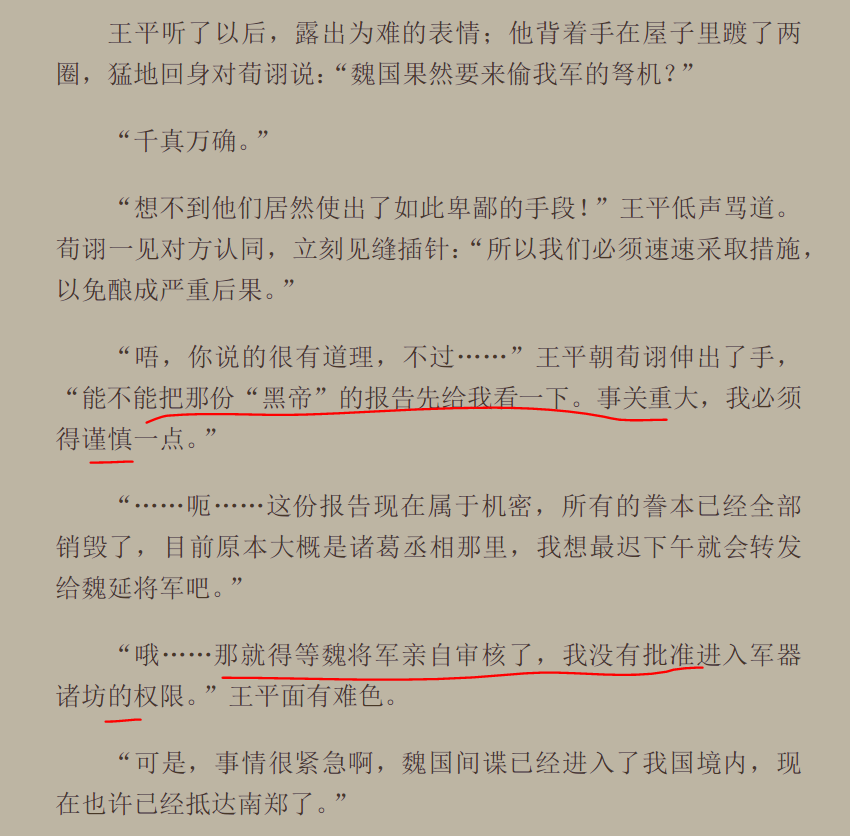 王平听了以后，露出为难的表情；他背着手在屋子里踱了两
圈，猛地回身对荀诩说：“魏国果然要来偷我军的弩机？”
“千真万确。”
“想不到他们居然使出了如此卑鄙的手段！”王平低声骂道。
荀诩一见对方认同，立刻见缝插针：“所以我们必须速速采取措施，
以免酿成严重后果。”
“唔，你说的很有道理，不过……”王平朝荀诩伸出了手，
“能不能把那份“黑帝”的报告先给我看一下。事关重大，我必须
得谨慎一点。”
“……呃……这份报告现在属于机密，所有的誊本已经全部
销毁了，目前原本大概是诸葛丞相那里，我想最迟下午就会转发
给魏延将军吧。”
“哦……那就得等魏将军亲自审核了，我没有批准进入军器
诸坊的权限。”王平面有难色。
“可是，事情很紧急啊，魏国间谍已经进入了我国境内，现
在也许已经抵达南郑了。”